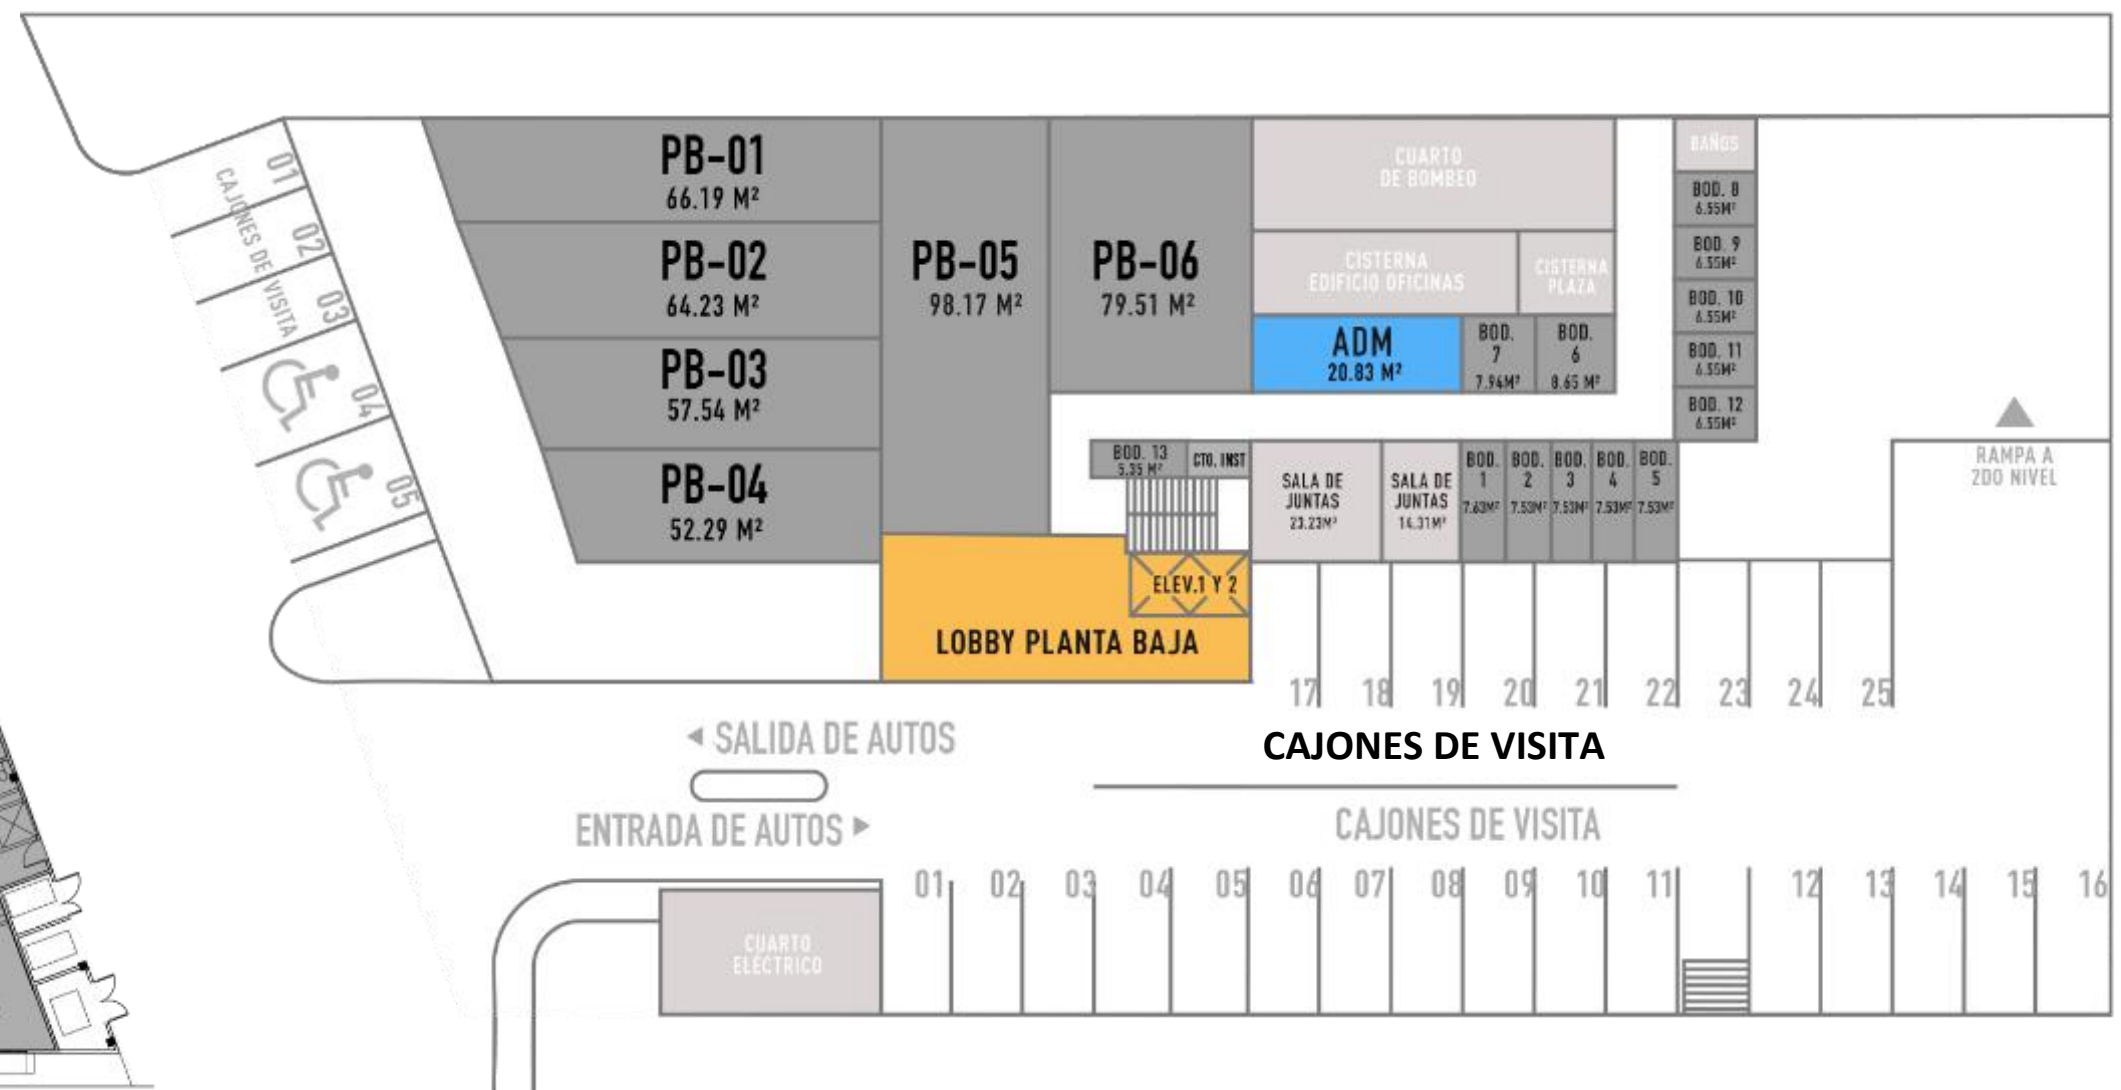 PB-01
66.19 M²
PB-02
64.23 M²
PB-03
57.54 M²
PB-04
52.29 M²
PB-05
98.17 M²
PB-06
79.51 M²
CUARTO
DE BOMBEO
CISTERNA
EDIFICIO OFICINAS
CISTERNA
PLAZA
ADM
20.83 M²
BOD.
7
7.94M²
BOD.
6
8.65 M²
BAÑOS
BOD. 8
6.55M²
BOD. 9
6.55M²
BOD. 10
6.55M²
BOD. 11
6.55M²
BOD. 12
6.55M²
01
02
03
04
05
CAJONES DE VISITA
BOD. 13
5.35 M²
CTO. INST
SALA DE
JUNTAS
23.23M²
SALA DE
JUNTAS
14.31M²
BOD.
1
7.63M²
BOD.
2
7.53M²
BOD.
3
7.53M²
BOD.
4
7.53M²
BOD.
5
7.53M²
RAMPA A
2DO NIVEL
ELEV.1 Y 2
LOBBY PLANTA BAJA
17 18 19 20 21 22 23 24 25
CAJONES DE VISITA
SALIDA DE AUTOS
ENTRADA DE AUTOS
CAJONES DE VISITA
01 02 03 04 05 06 07 08 09 10 11 12 13 14 15 16
CUARTO
ELÉCTRICO